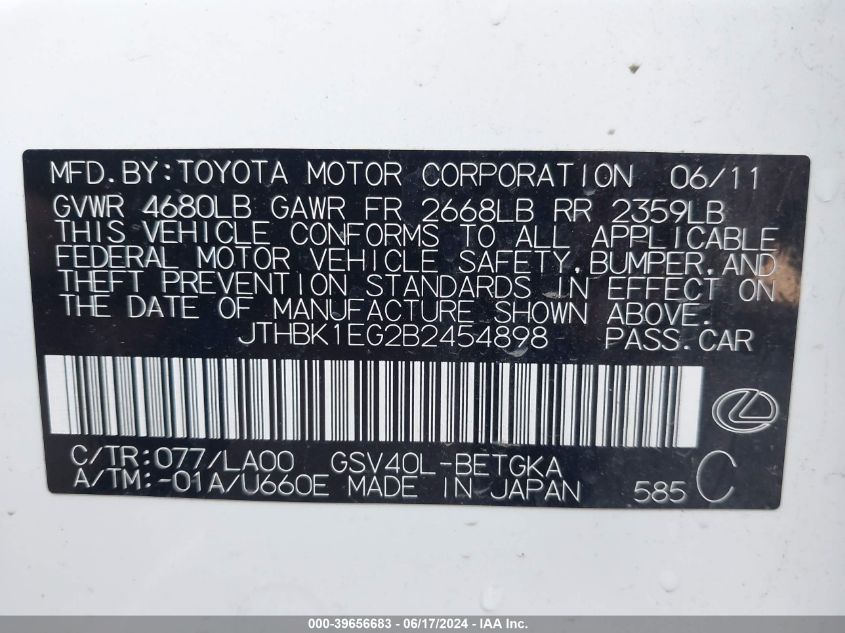 MFD.BY:TOYOTA MOTOR CORPORATION 06/11
GVWR 4680LB GAWR FR 2668LB RR 2359LB
THIS VEHICLE CONFORMS TO ALL APPLICABLE
FEDERAL MOTOR VEHICLE SAFETY,BUMPER,AND
THEFT PREVENTION STANDARDS IN EFFECT ON
THE DATE OF MANUFACTURE SHOWN ABOVE.
JTHBK1EG2B2454898 PASS.CAR
C/TR:077/LA00 GSV40L-BETGKA
A/TM:-01A/U660E MADE IN JAPAN 585 C
000-39656683 - 06/17/2024 - IAA Inc.